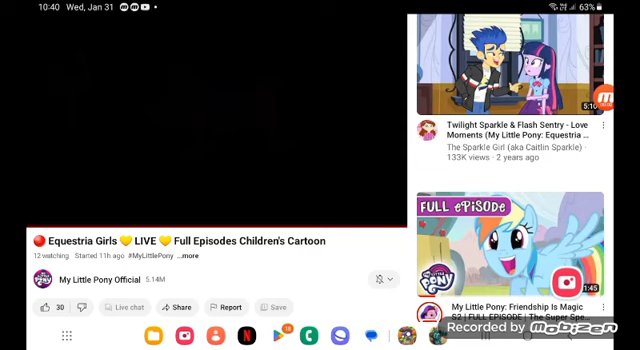 10:40 Wed, Jan 31
63%
5:10
Twilight Sparkle & Flash Sentry - Love
Moments (My Little Pony: Equestria ...
The Sparkle Girl (aka Caitlin Sparkle) ·
133K views · 2 years ago
FULL EPISODE
My Little Pony
1:45
My Little Pony: Friendship Is Magic
S2 | FULL EPISODE | The Super Spe
Equestria Girls 💛 LIVE 💛 Full Episodes Children's Cartoon
12 watching Started 11h ago #MyLittlePony ...more
My Little Pony Official 5.14M
30
Live chat
Share
Report
Save
Recorded by Mobizen